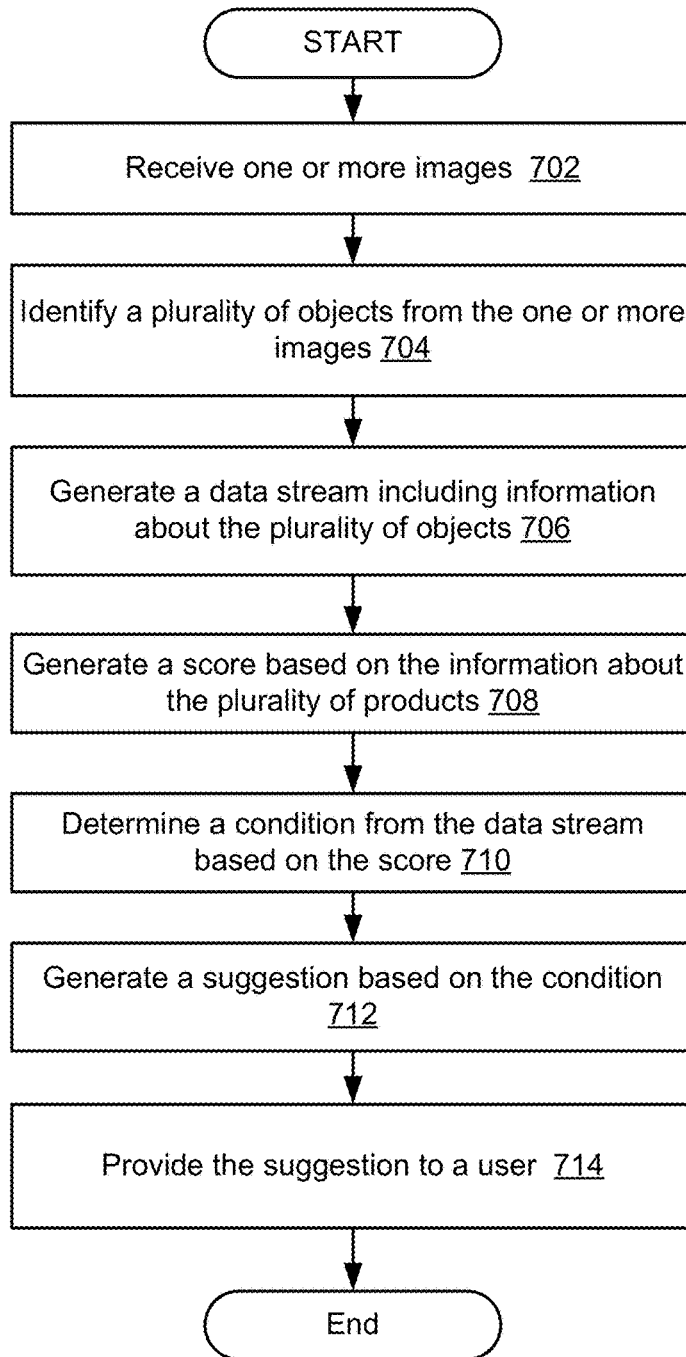 START
Receive one or more images 702
Identify a plurality of objects from the one or more
images 704
Generate a data stream including information
about the plurality of objects 706
Generate a score based on the information about
the plurality of products 708
Determine a condition from the data stream
based on the score 710
Generate a suggestion based on the condition
712
Provide the suggestion to a user 714
End